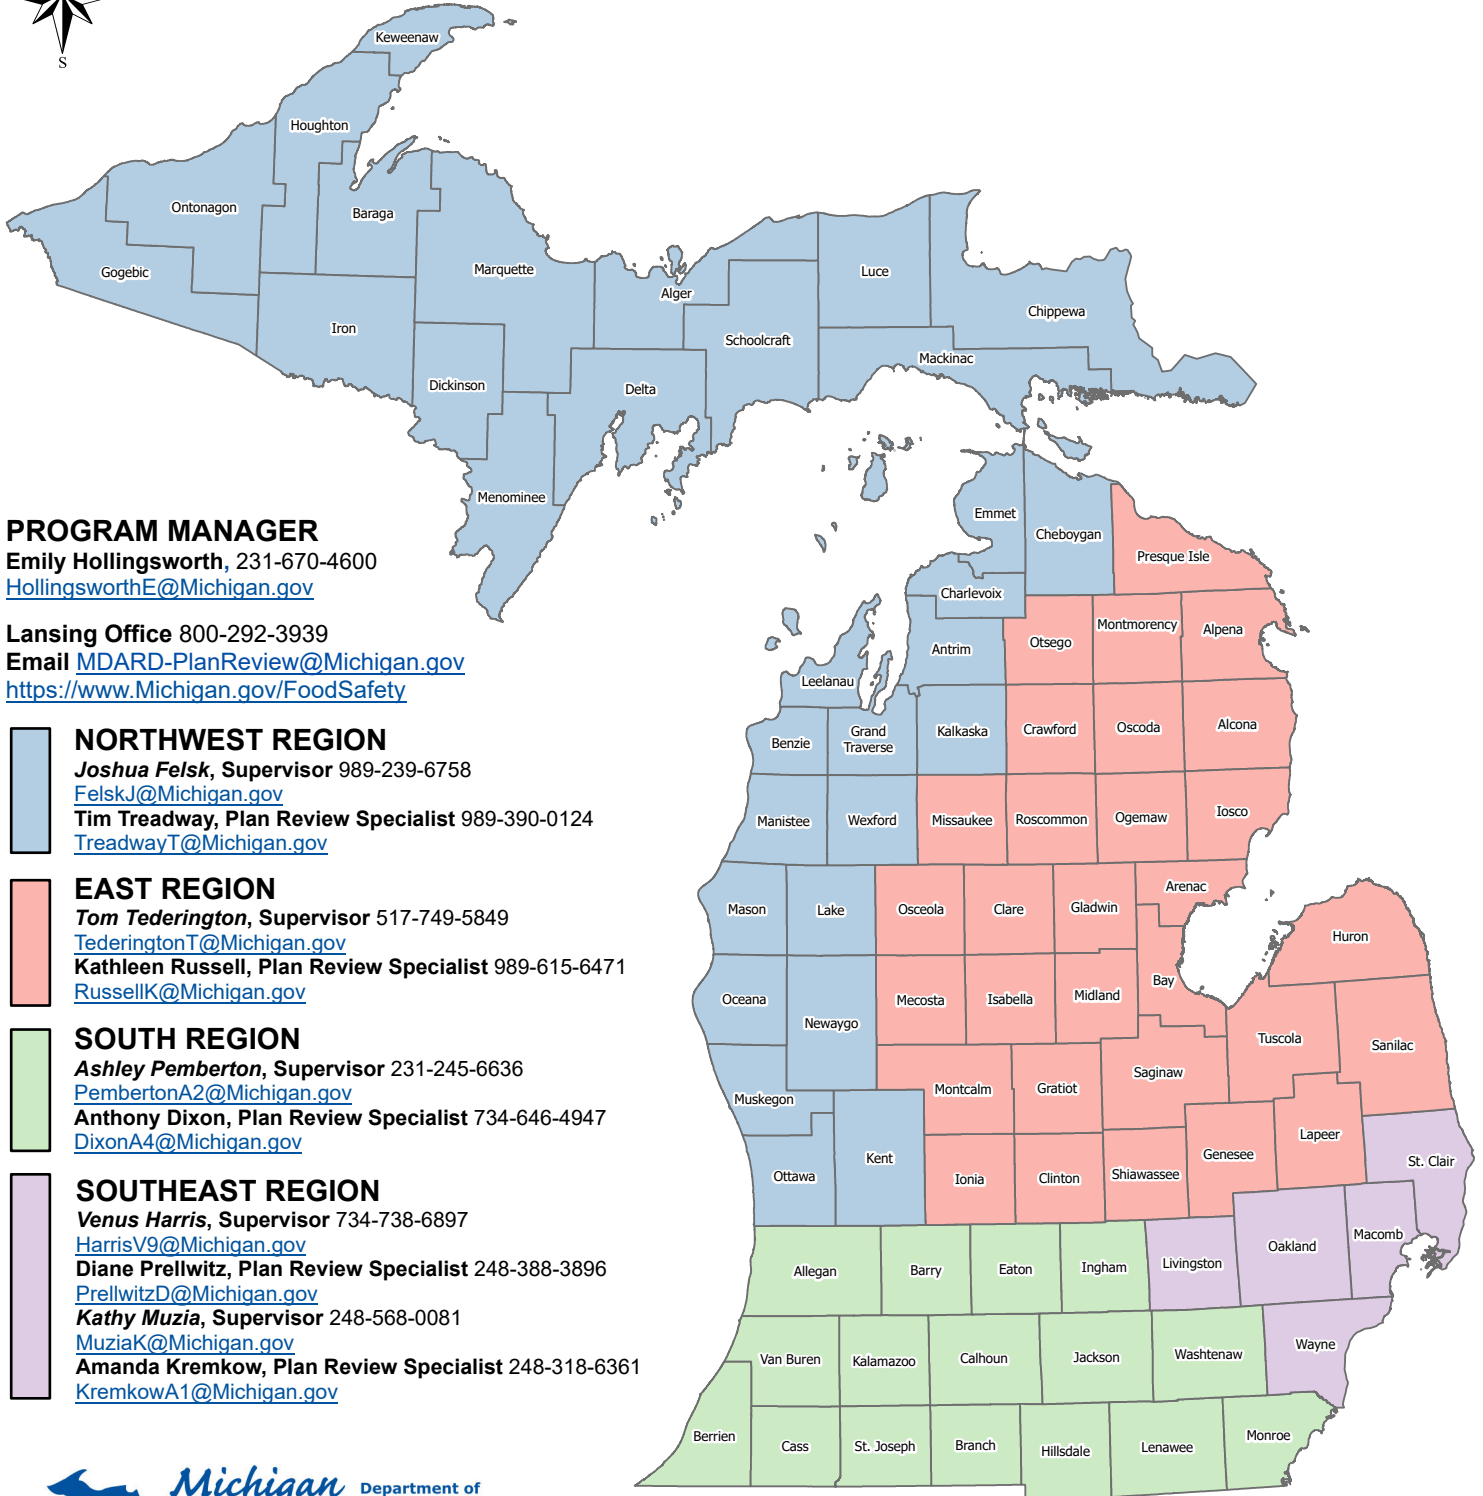 S
Keweenaw
Houghton
Ontonagon
Baraga
Gogebic
Marquette
Luce
Alger
Chippewa
Iron
Schoolcraft
Mackinac
Dickinson
Delta
Menominee
Emmet
Cheboygan
Presque Isle
Charlevoix
Otsego
Montmorency
Alpena
Antrim
Leelanau
Benzie
Grand
Traverse
Kalkaska
Crawford
Oscoda
Alcona
Manistee
Wexford
Missaukee
Roscommon
Ogemaw
Iosco
Mason
Lake
Osceola
Clare
Gladwin
Arenac
Huron
Oceana
Newaygo
Mecosta
Isabella
Midland
Bay
Tuscola
Sanilac
Muskegon
Montcalm
Gratiot
Saginaw
Ottawa
Kent
Ionia
Clinton
Shiawassee
Genesee
Lapeer
St. Clair
Allegan
Barry
Eaton
Ingham
Livingston
Oakland
Macomb
Van Buren
Kalamazoo
Calhoun
Jackson
Washtenaw
Wayne
Berrien
Cass
St. Joseph
Branch
Hillsdale
Lenawee
Monroe
PROGRAM MANAGER
Emily Hollingsworth, 231-670-4600
HollingsworthE@Michigan.gov
Lansing Office 800-292-3939
Email MDARD-PlanReview@Michigan.gov
https://www.Michigan.gov/FoodSafety
NORTHWEST REGION
Joshua Felsk, Supervisor 989-239-6758
FelskJ@Michigan.gov
Tim Treadway, Plan Review Specialist 989-390-0124
TreadwayT@Michigan.gov
EAST REGION
Tom Tederington, Supervisor 517-749-5849
TederingtonT@Michigan.gov
Kathleen Russell, Plan Review Specialist 989-615-6471
RussellK@Michigan.gov
SOUTH REGION
Ashley Pemberton, Supervisor 231-245-6636
PembertonA2@Michigan.gov
Anthony Dixon, Plan Review Specialist 734-646-4947
DixonA4@Michigan.gov
SOUTHEAST REGION
Venus Harris, Supervisor 734-738-6897
HarrisV9@Michigan.gov
Diane Prellwitz, Plan Review Specialist 248-388-3896
PrellwitzD@Michigan.gov
Kathy Muzia, Supervisor 248-568-0081
MuziaK@Michigan.gov
Amanda Kremkow, Plan Review Specialist 248-318-6361
KremkowA1@Michigan.gov
Michigan Department of